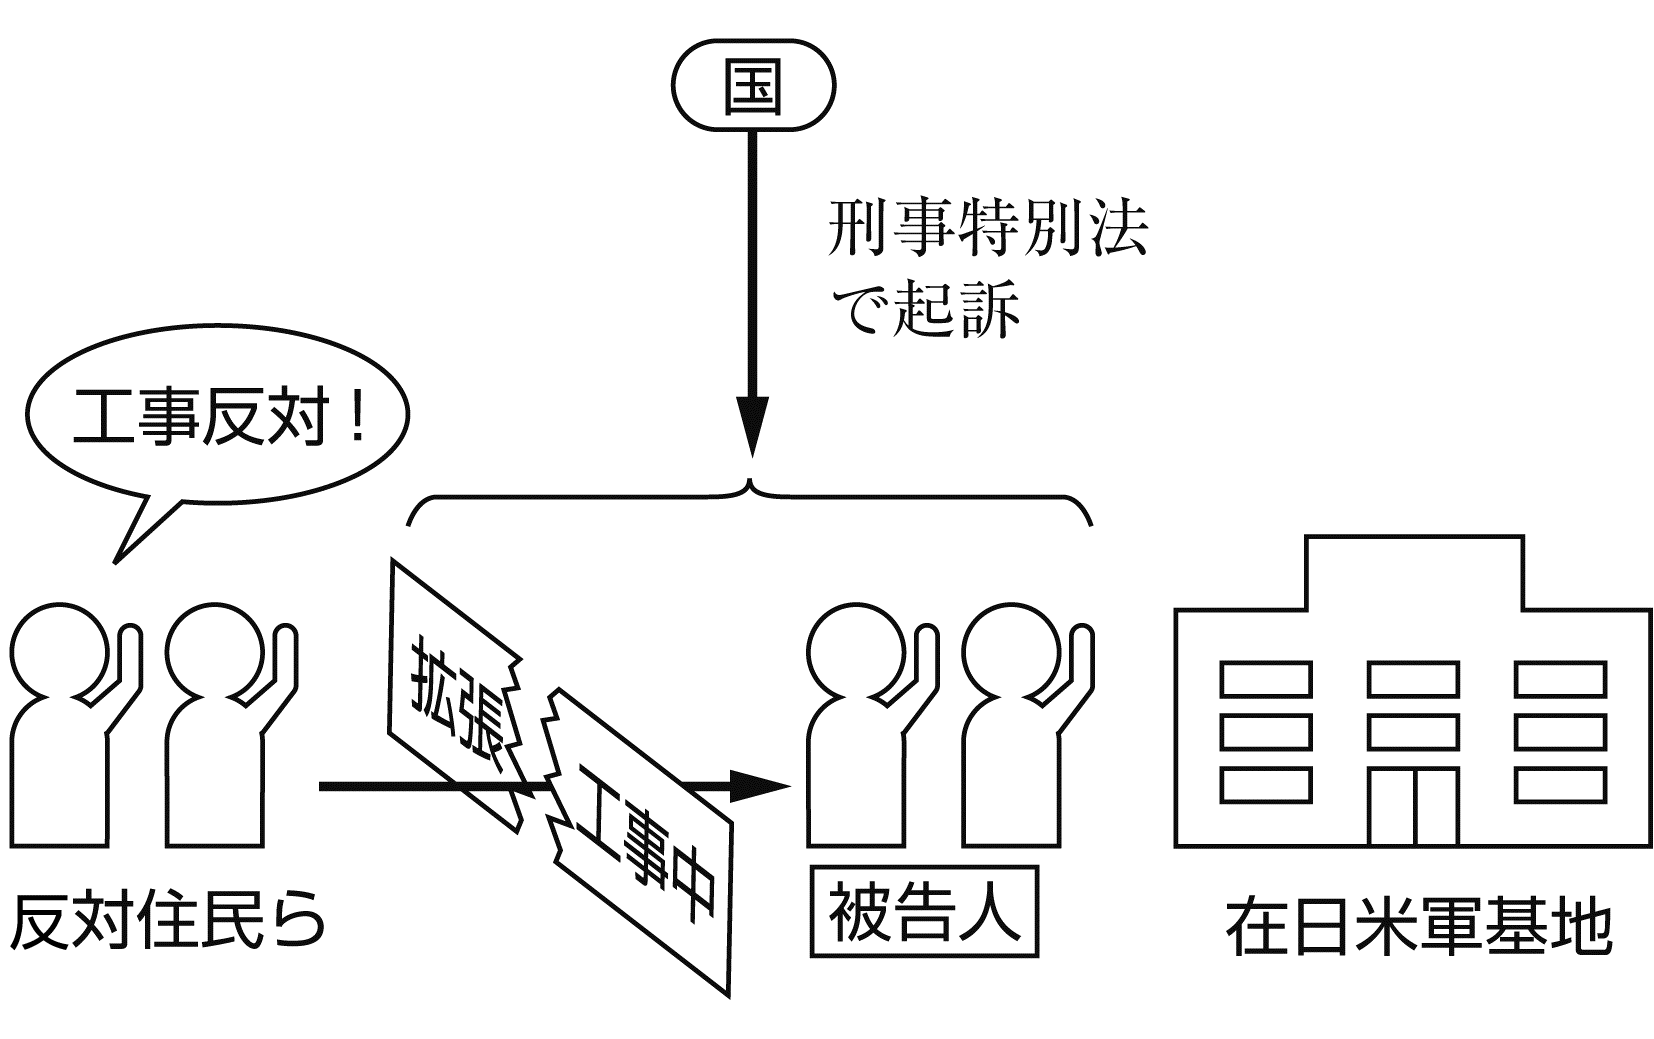 国
刑事特別法
で起訴
工事反対！
拡張
工事中
反対住民ら
被告人
在日米軍基地